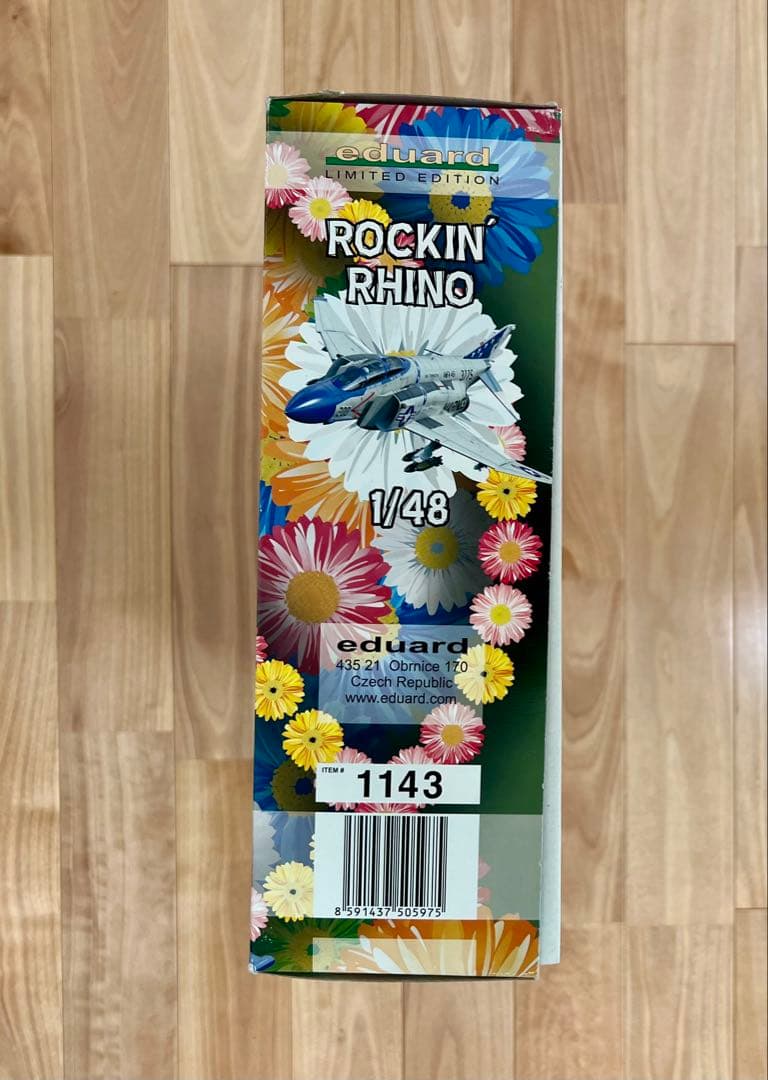 eduard
LIMITED EDITION
ROCKIN´
RHINO
1/48
eduard
435 21 Obrnice 170
Czech Republic
www.eduard.com
ITEM #
1143
8 591437 505975